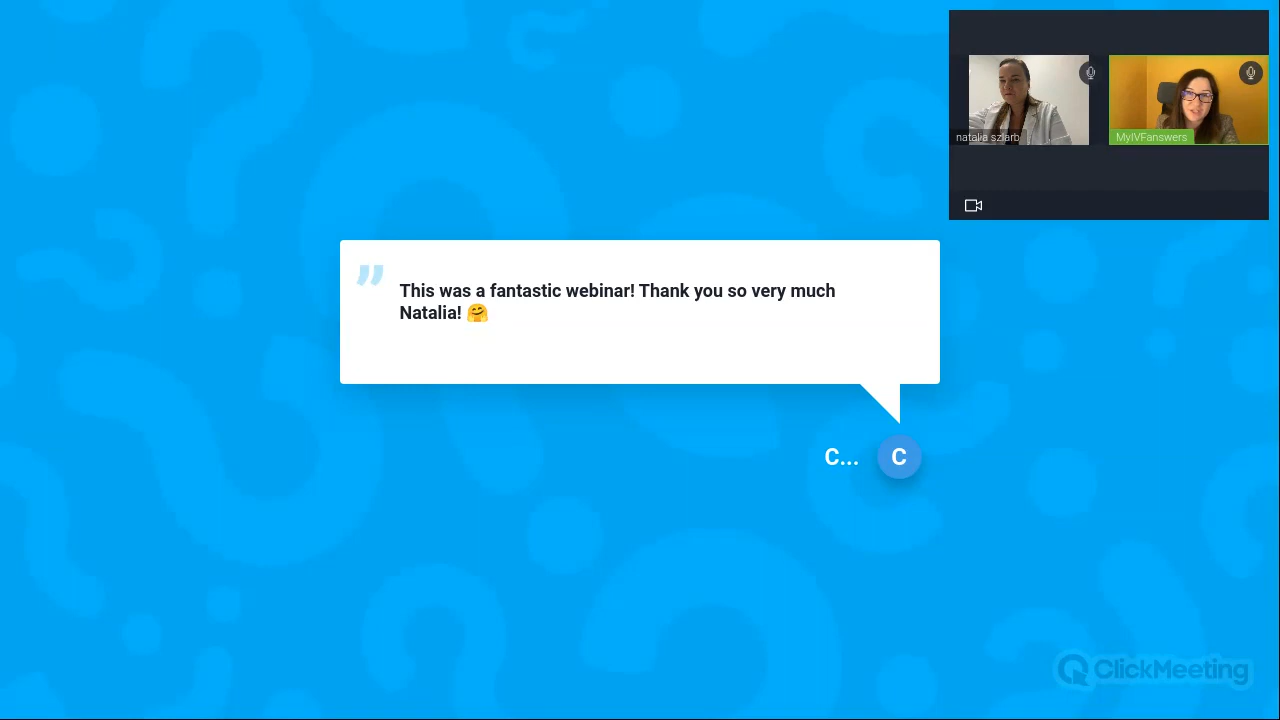 natalia szlarb
MyIVFanswers
This was a fantastic webinar! Thank you so very much
Natalia! 🤗
C...
C
ClickMeeting